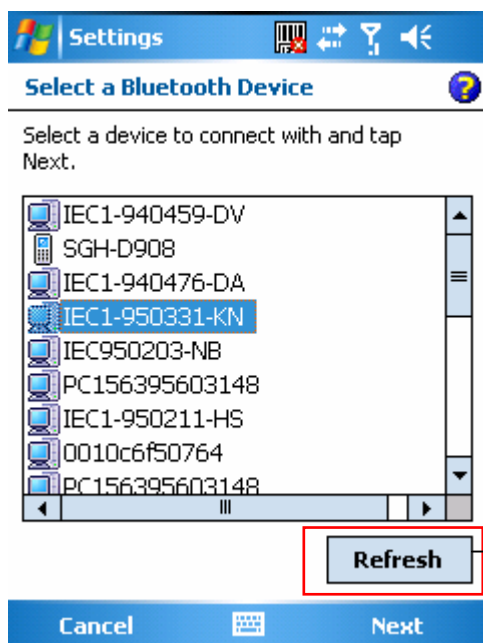 Settings
Select a Bluetooth Device
Select a device to connect with and tap
Next.
IEC1-940459-DV
SGH-D908
IEC1-940476-DA
IEC1-950331-KN
IEC950203-NB
PC156395603148
IEC1-950211-HS
0010c6f50764
PC156395603148
Refresh
Cancel
Next